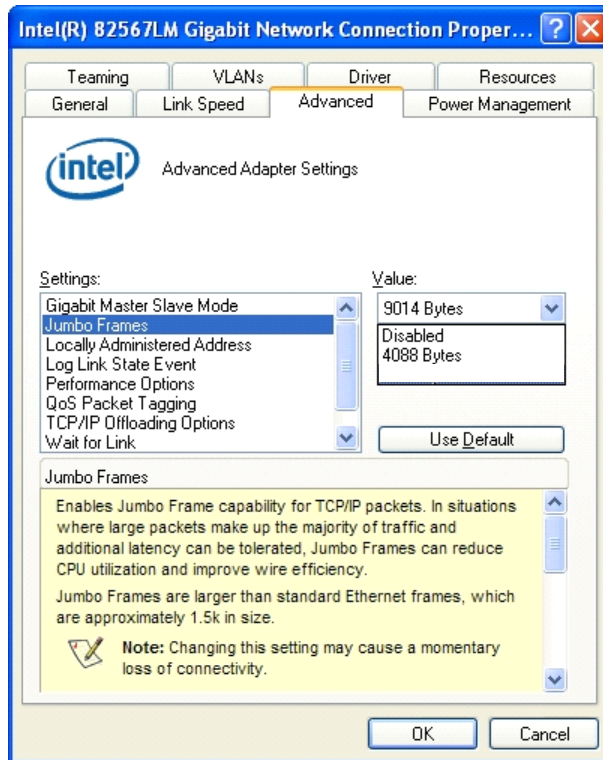 Intel(R) 82567LM Gigabit Network Connection Proper...
Teaming
VLANs
Driver
Resources
General
Link Speed
Advanced
Power Management
intel
Advanced Adapter Settings
Settings:
Value:
Gigabit Master Slave Mode
Jumbo Frames
Locally Administered Address
Log Link State Event
Performance Options
QoS Packet Tagging
TCP/IP Offloading Options
Wait for Link
9014 Bytes
Disabled
4088 Bytes
Use Default
Jumbo Frames
Enables Jumbo Frame capability for TCP/IP packets. In situations
where large packets make up the majority of traffic and
additional latency can be tolerated, Jumbo Frames can reduce
CPU utilization and improve wire efficiency.
Jumbo Frames are larger than standard Ethernet frames, which
are approximately 1.5k in size.
Note: Changing this setting may cause a momentary
loss of connectivity.
OK
Cancel